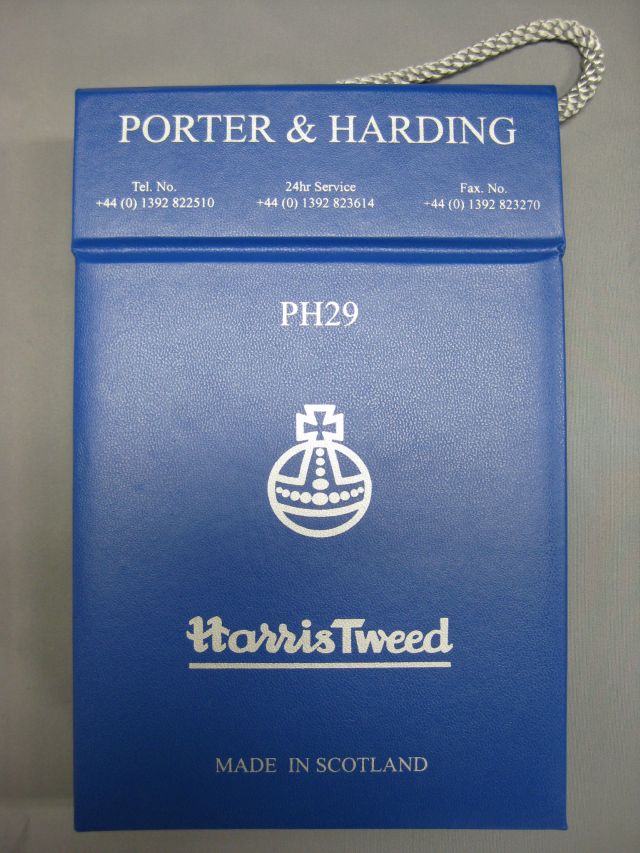 PORTER & HARDING
Tel. No. 24hr Service Fax. No.
+44 (0) 1392 822510 +44 (0) 1392 823614 +44 (0) 1392 823270
PH29
Harris Tweed
MADE IN SCOTLAND